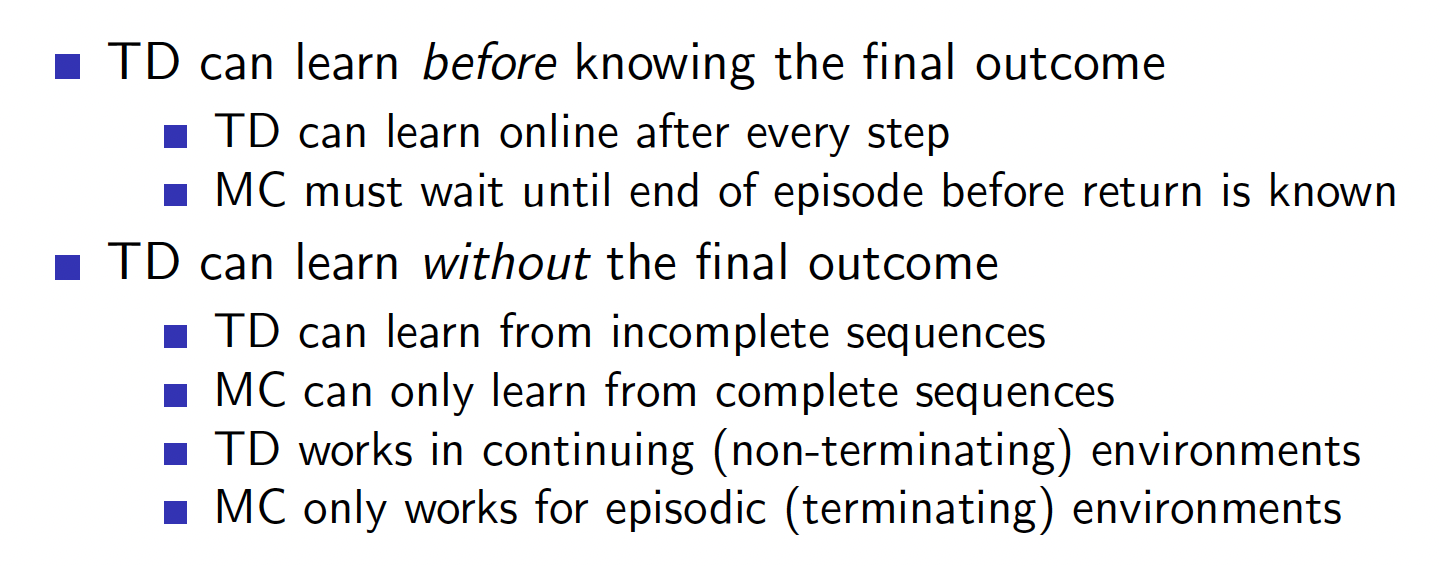 TD can learn before knowing the final outcome
TD can learn online after every step
MC must wait until end of episode before return is known
TD can learn without the final outcome
TD can learn from incomplete sequences
MC can only learn from complete sequences
TD works in continuing (non-terminating) environments
MC only works for episodic (terminating) environments